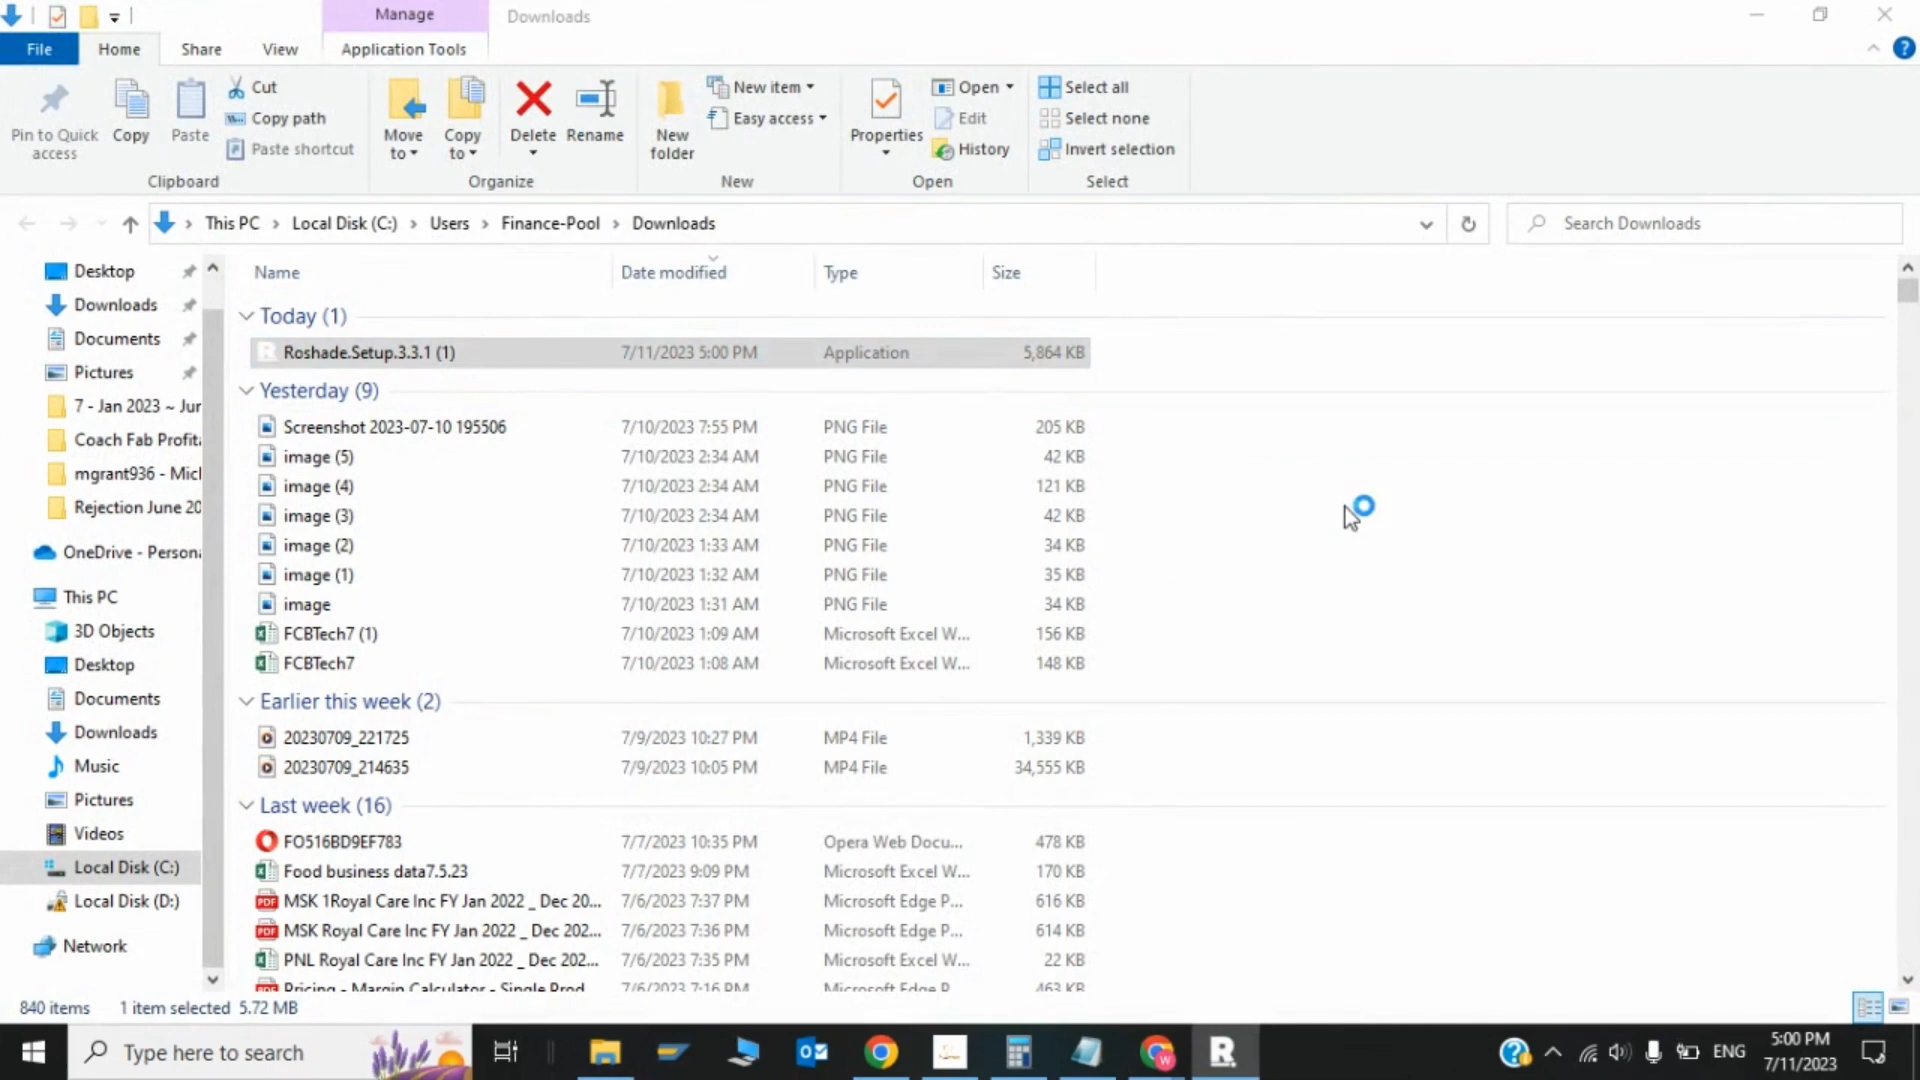 Manage Downloads
File Home Share View Application Tools
Pin to Quick access
Copy
Paste
Cut
Copy path
Paste shortcut
Clipboard
Move to
Copy to
Delete
Rename
Organize
New folder
New item
Easy access
New
Properties
Open
Edit
History
Open
Select all
Select none
Invert selection
Select
This PC › Local Disk (C:) › Users › Finance-Pool › Downloads
Search Downloads
Desktop
Downloads
Documents
Pictures
7 - Jan 2023 ~ Jur
Coach Fab Profit
mgrant936 - Micl
Rejection June 20
OneDrive - Person
This PC
3D Objects
Desktop
Documents
Downloads
Music
Pictures
Videos
Local Disk (C:)
Local Disk (D:)
Network
Name Date modified Type Size
Today (1)
Roshade.Setup.3.3.1 (1) 7/11/2023 5:00 PM Application 5,864 KB
Yesterday (9)
Screenshot 2023-07-10 195506 7/10/2023 7:55 PM PNG File 205 KB
image (5) 7/10/2023 2:34 AM PNG File 42 KB
image (4) 7/10/2023 2:34 AM PNG File 121 KB
image (3) 7/10/2023 2:34 AM PNG File 42 KB
image (2) 7/10/2023 1:33 AM PNG File 34 KB
image (1) 7/10/2023 1:32 AM PNG File 35 KB
image 7/10/2023 1:31 AM PNG File 34 KB
FCBTech7 (1) 7/10/2023 1:09 AM Microsoft Excel W... 156 KB
FCBTech7 7/10/2023 1:08 AM Microsoft Excel W... 148 KB
Earlier this week (2)
20230709_221725 7/9/2023 10:27 PM MP4 File 1,339 KB
20230709_214635 7/9/2023 10:05 PM MP4 File 34,555 KB
Last week (16)
FO516BD9EF783 7/7/2023 10:35 PM Opera Web Docu... 478 KB
Food business data7.5.23 7/7/2023 9:09 PM Microsoft Excel W... 170 KB
MSK 1Royal Care Inc FY Jan 2022 _ Dec 20... 7/6/2023 7:37 PM Microsoft Edge P... 616 KB
MSK Royal Care Inc FY Jan 2022 _ Dec 202... 7/6/2023 7:36 PM Microsoft Edge P... 614 KB
PNL Royal Care Inc FY Jan 2022 _ Dec 202... 7/6/2023 7:35 PM Microsoft Excel W... 22 KB
Pricing - Margin Calculator - Single Prod 7/6/2023 7:16 PM Microsoft Edge P 463 KB
840 items 1 item selected 5.72 MB
Type here to search
ENG
5:00 PM
7/11/2023